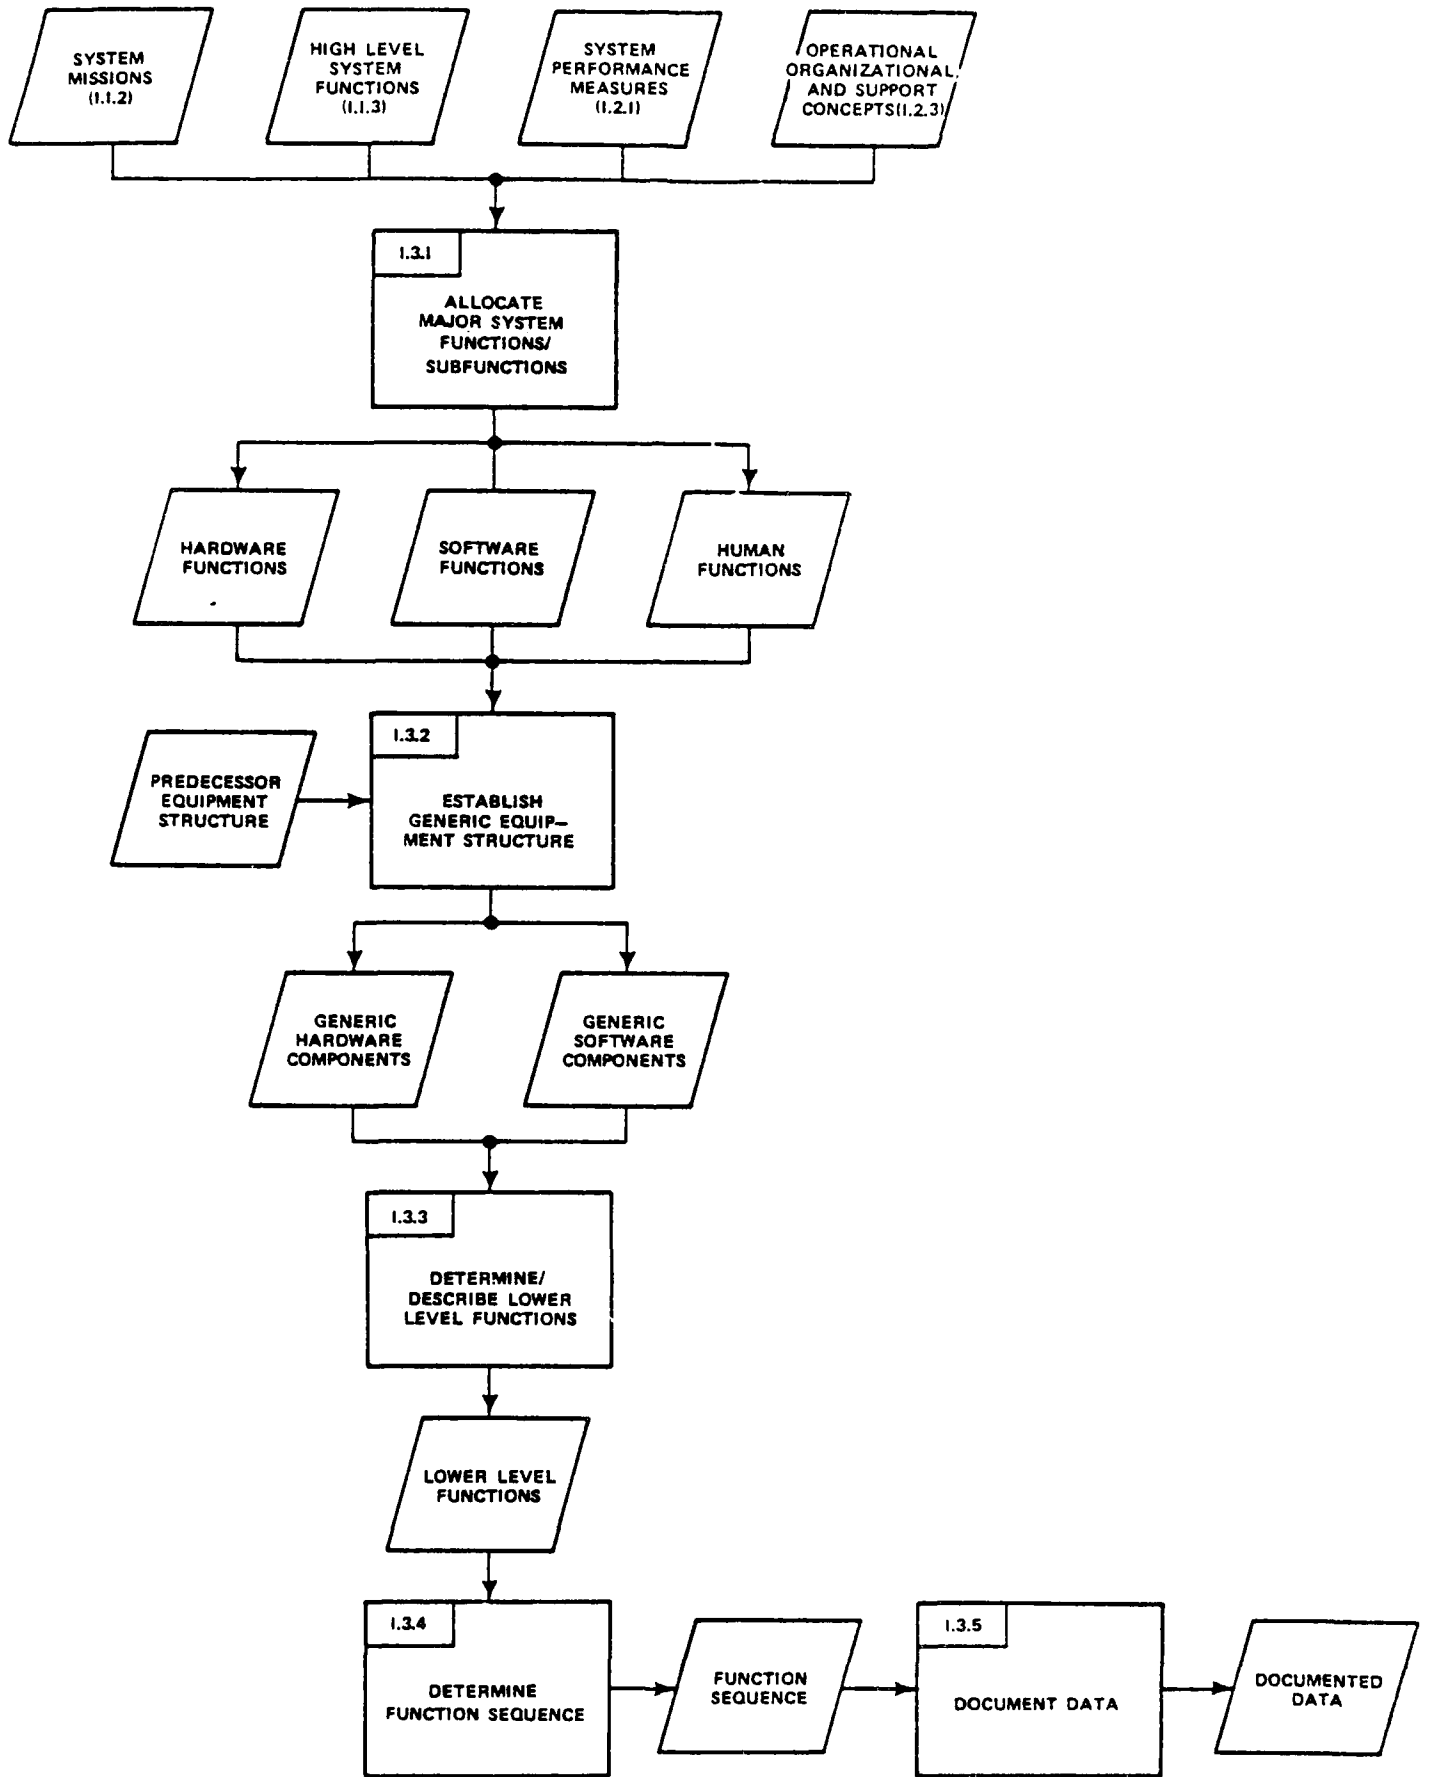 SYSTEM
MISSIONS
(1.1.2)
HIGH LEVEL
SYSTEM
FUNCTIONS
(1.1.3)
SYSTEM
PERFORMANCE
MEASURES
(1.2.1)
OPERATIONAL
ORGANIZATIONAL,
AND SUPPORT
CONCEPTS(1.2.3)
1.3.1
ALLOCATE
MAJOR SYSTEM
FUNCTIONS/
SUBFUNCTIONS
HARDWARE
FUNCTIONS
SOFTWARE
FUNCTIONS
HUMAN
FUNCTIONS
PREDECESSOR
EQUIPMENT
STRUCTURE
1.3.2
ESTABLISH
GENERIC EQUIP-
MENT STRUCTURE
GENERIC
HARDWARE
COMPONENTS
GENERIC
SOFTWARE
COMPONENTS
1.3.3
DETERMINE/
DESCRIBE LOWER
LEVEL FUNCTIONS
LOWER LEVEL
FUNCTIONS
1.3.4
DETERMINE
FUNCTION SEQUENCE
FUNCTION
SEQUENCE
1.3.5
DOCUMENT DATA
DOCUMENTED
DATA